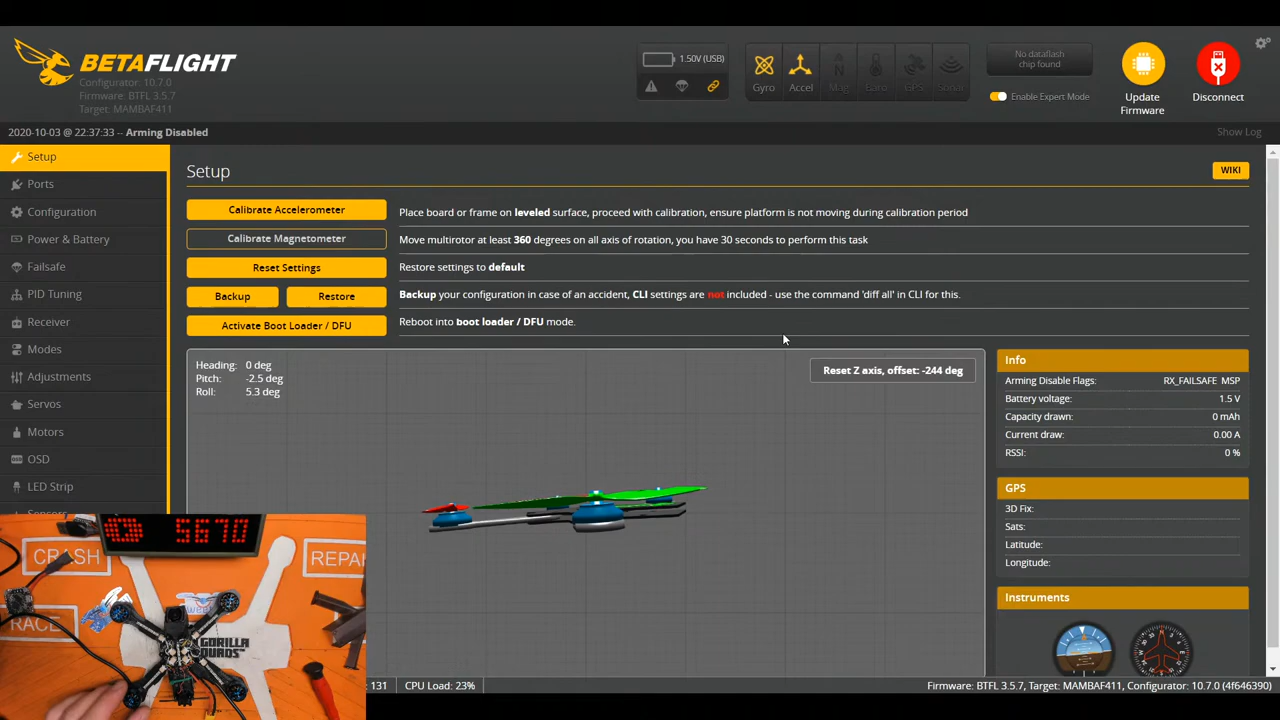 BETAFLIGHT
Configurator: 10.7.0
Firmware: BTFL 3.5.7
Target: MAMBAF411
1.50V (USB)
Gyro
Accel
Mag
Baro
GPS
Sonar
No dataflash
chip found
Enable Expert Mode
Update
Firmware
Disconnect
2020-10-03 @ 22:37:33 -- Arming Disabled
Show Log
Setup
Ports
Configuration
Power & Battery
Failsafe
PID Tuning
Receiver
Modes
Adjustments
Servos
Motors
OSD
LED Strip
Sensors
Setup
WIKI
Calibrate Accelerometer
Place board or frame on leveled surface, proceed with calibration, ensure platform is not moving during calibration period
Calibrate Magnetometer
Move multirotor at least 360 degrees on all axis of rotation, you have 30 seconds to perform this task
Reset Settings
Restore settings to default
Backup
Restore
Backup your configuration in case of an accident, CLI settings are not included - use the command 'diff all' in CLI for this.
Activate Boot Loader / DFU
Reboot into boot loader / DFU mode.
Heading: 0 deg
Pitch: -2.5 deg
Roll: 5.3 deg
Reset Z axis, offset: -244 deg
Info
Arming Disable Flags: RX_FAILSAFE MSP
Battery voltage: 1.5 V
Capacity drawn: 0 mAh
Current draw: 0.00 A
RSSI: 0 %
GPS
3D Fix:
Sats:
Latitude:
Longitude:
Instruments
5670
CRASH
REPAI
RACE
GORILLA
131
CPU Load: 23%
Firmware: BTFL 3.5.7, Target: MAMBAF411, Configurator: 10.7.0 (4f646390)